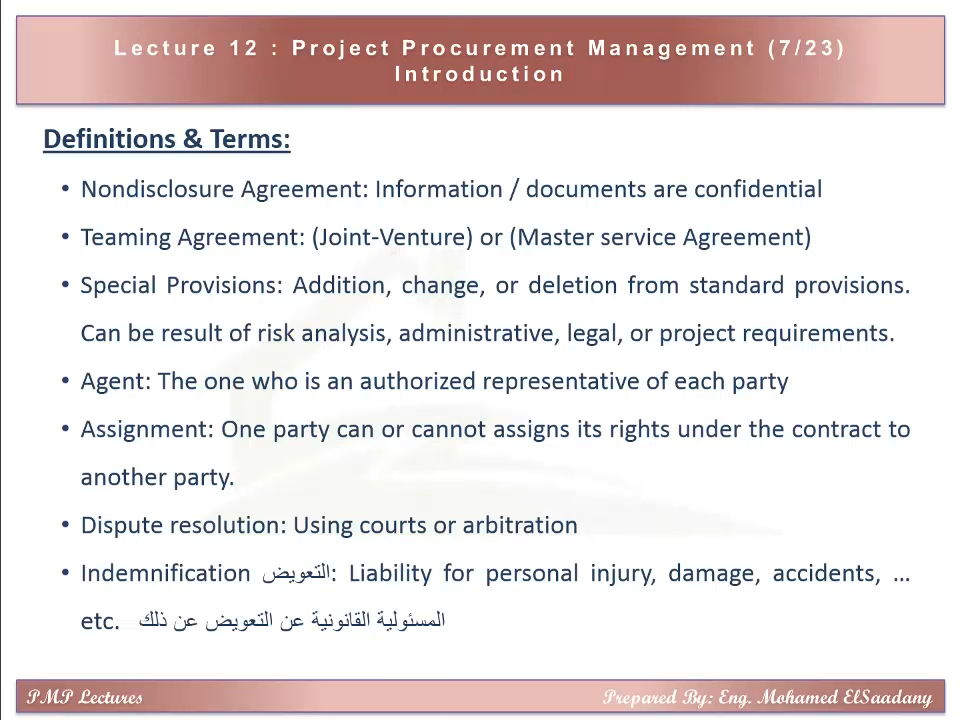 Lecture 12 : Project Procurement Management (7/23)
Introduction
Definitions & Terms:
• Nondisclosure Agreement: Information / documents are confidential
• Teaming Agreement: (Joint-Venture) or (Master service Agreement)
• Special Provisions: Addition, change, or deletion from standard provisions.
Can be result of risk analysis, administrative, legal, or project requirements.
• Agent: The one who is an authorized representative of each party
• Assignment: One party can or cannot assigns its rights under the contract to
another party.
• Dispute resolution: Using courts or arbitration
• Indemnification التعويض: Liability for personal injury, damage, accidents, …
etc. المسئولية القانونية عن التعويض عن ذلك
PMP Lectures
Prepared By: Eng. Mohamed ElSaadany